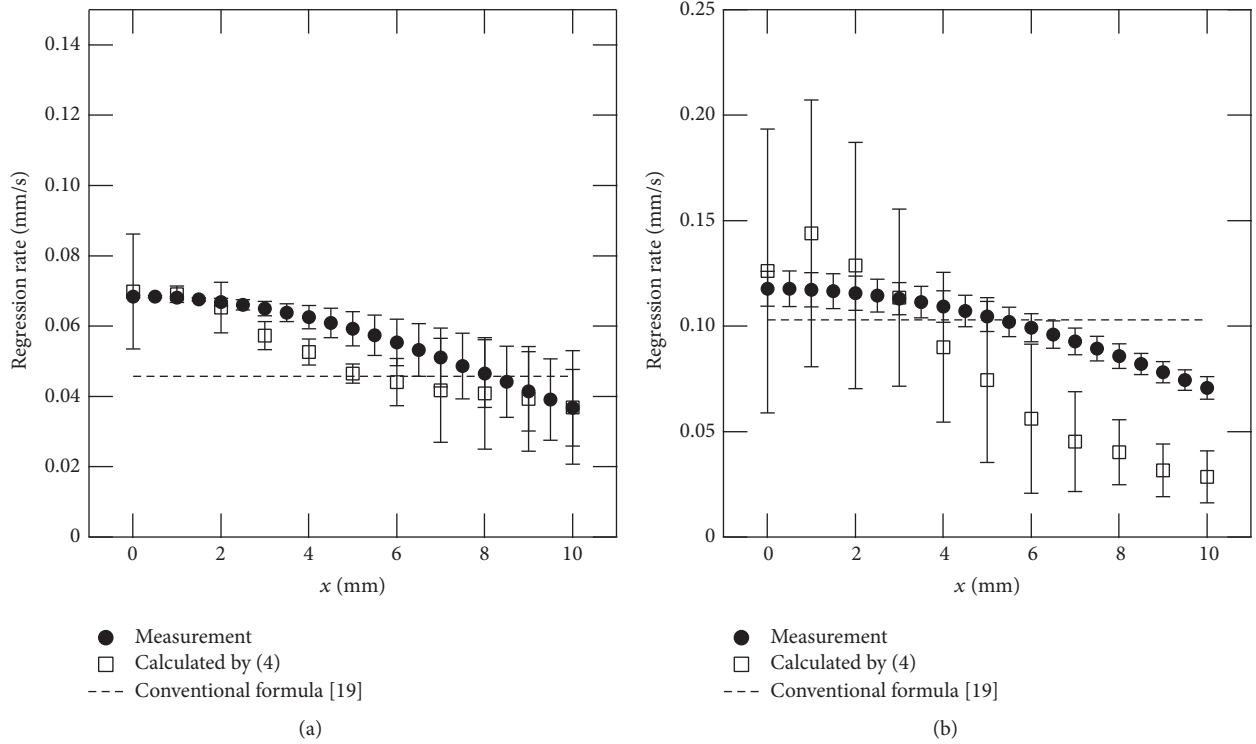 0.14
0.12
0.10
0.08
0.06
0.04
0.02
0
Regression rate (mm/s)
0 2 4 6 8 10
x (mm)
Measurement
Calculated by (4)
Conventional formula [19]
(a)
0.25
0.20
0.15
0.10
0.05
0
Regression rate (mm/s)
0 2 4 6 8 10
x (mm)
Measurement
Calculated by (4)
Conventional formula [19]
(b)